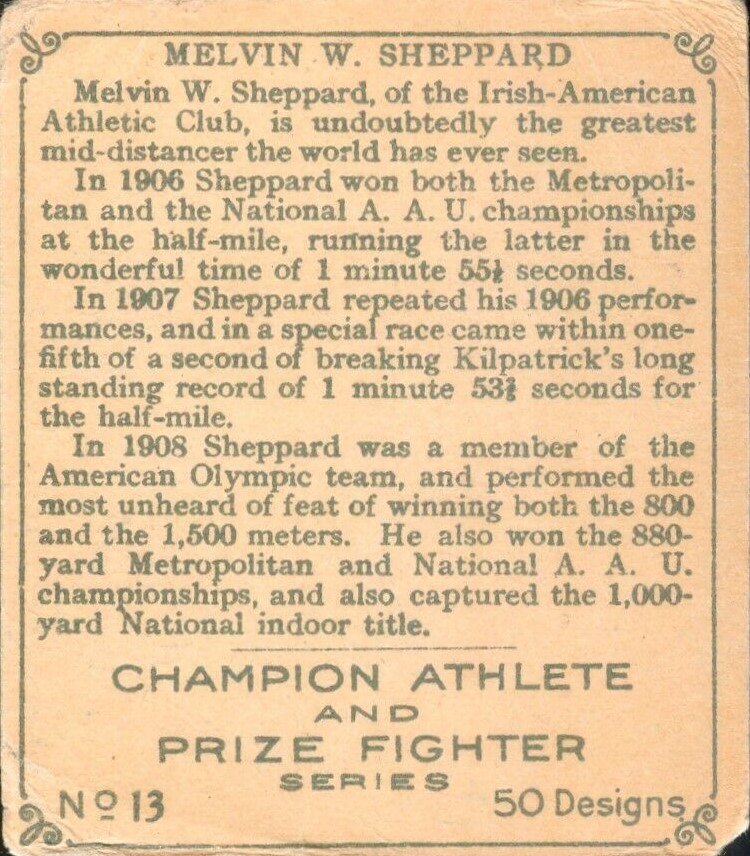 MELVIN W. SHEPPARD
Melvin W. Sheppard, of the Irish-American
Athletic Club, is undoubtedly the greatest
mid-distancer the world has ever seen.
In 1906 Sheppard won both the Metropoli-
tan and the National A. A. U. championships
at the half-mile, running the latter in the
wonderful time of 1 minute 55⅖ seconds.
In 1907 Sheppard repeated his 1906 perfor-
mances, and in a special race came within one-
fifth of a second of breaking Kilpatrick's long
standing record of 1 minute 53⅖ seconds for
the half-mile.
In 1908 Sheppard was a member of the
American Olympic team, and performed the
most unheard of feat of winning both the 800
and the 1,500 meters. He also won the 880-
yard Metropolitan and National A. A. U.
championships, and also captured the 1,000-
yard National indoor title.
CHAMPION ATHLETE
AND
PRIZE FIGHTER
SERIES
Nº 13 50 Designs